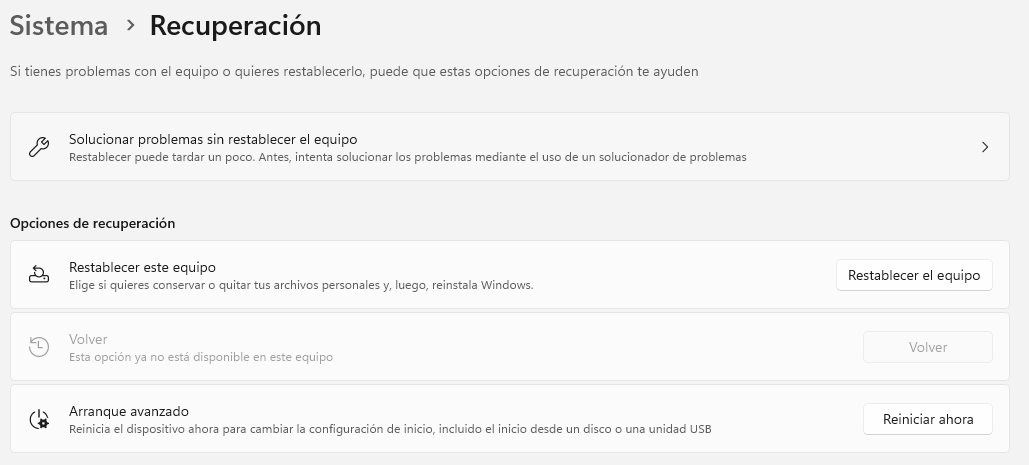 Sistema > Recuperación
Si tienes problemas con el equipo o quieres restablecerlo, puede que estas opciones de recuperación te ayuden
Solucionar problemas sin restablecer el equipo
Restablecer puede tardar un poco. Antes, intenta solucionar los problemas mediante el uso de un solucionador de problemas
Opciones de recuperación
Restablecer este equipo
Elige si quieres conservar o quitar tus archivos personales y, luego, reinstala Windows.
Restablecer el equipo
Volver
Esta opción ya no está disponible en este equipo
Volver
Arranque avanzado
Reinicia el dispositivo ahora para cambiar la configuración de inicio, incluido el inicio desde un disco o una unidad USB
Reiniciar ahora